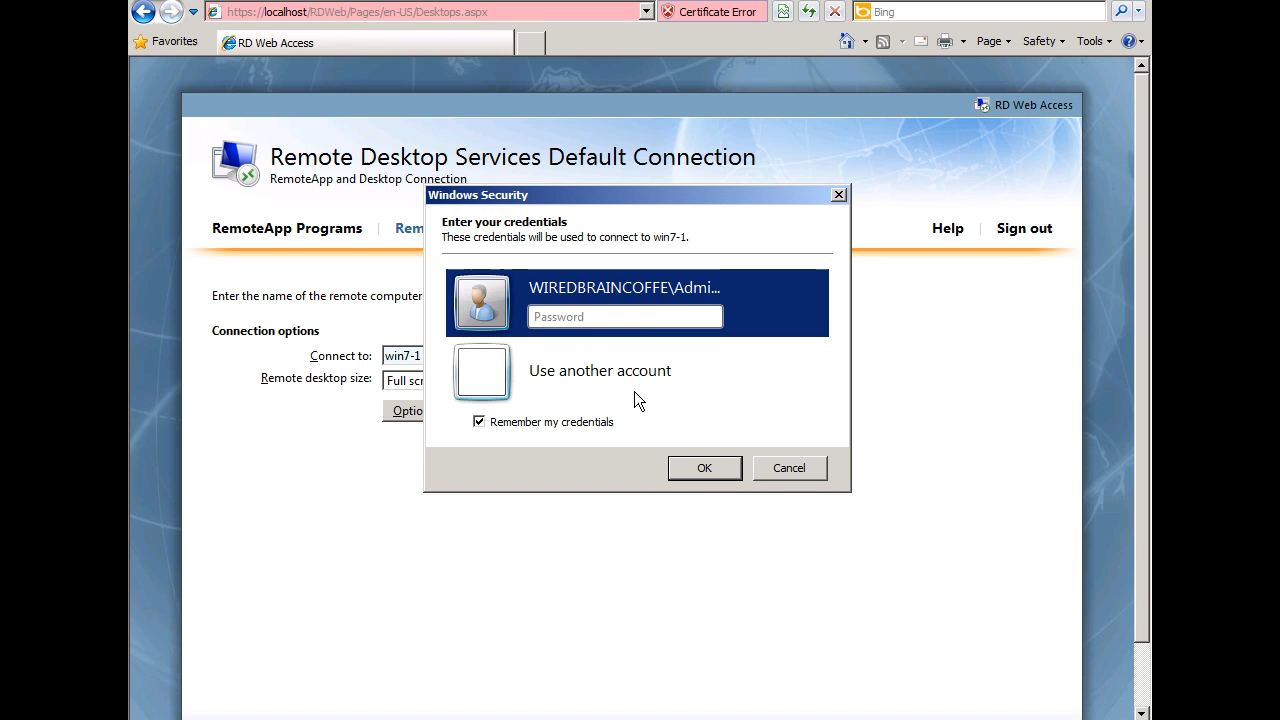 https://localhost/RDWeb/Pages/en-US/Desktops.aspx
Certificate Error
Bing
Favorites
RD Web Access
Page
Safety
Tools
RD Web Access
Remote Desktop Services Default Connection
RemoteApp and Desktop Connection
RemoteApp Programs
Rem
Help
Sign out
Windows Security
Enter your credentials
These credentials will be used to connect to win7-1.
WIREDBRAINCOFFE\Admi...
Password
Use another account
Remember my credentials
OK
Cancel
Enter the name of the remote computer
Connection options
Connect to:
win7-1
Remote desktop size:
Full scr
Optio